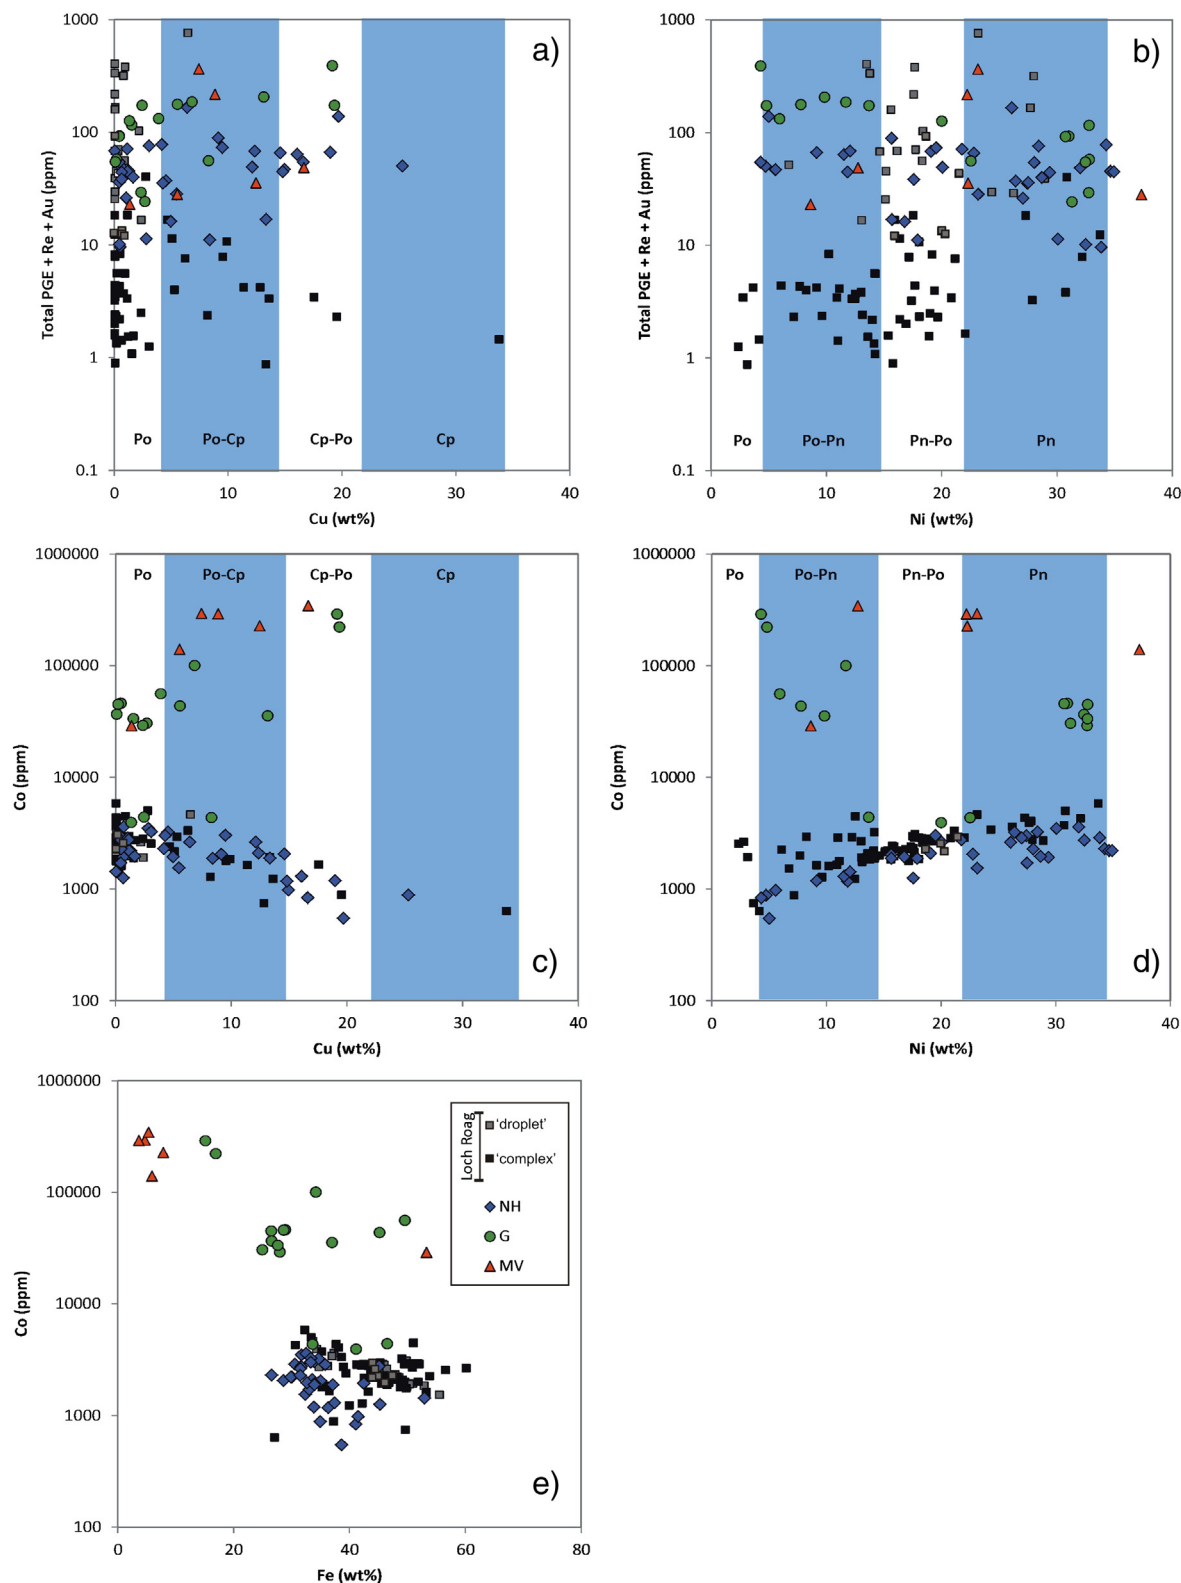 a)
Total PGE + Re + Au (ppm)
1000
100
10
1
0.1
Po
Po-Cp
Cp-Po
Cp
0
10
20
30
40
Cu (wt%)
b)
Total PGE + Re + Au (ppm)
1000
100
10
1
0.1
Po
Po-Pn
Pn-Po
Pn
0
10
20
30
40
Ni (wt%)
c)
Co (ppm)
1000000
100000
10000
1000
100
Po
Po-Cp
Cp-Po
Cp
0
10
20
30
40
Cu (wt%)
d)
Co (ppm)
1000000
100000
10000
1000
100
Po
Po-Pn
Pn-Po
Pn
0
10
20
30
40
Ni (wt%)
e)
Co (ppm)
1000000
100000
10000
1000
100
0
20
40
60
80
Fe (wt%)
Loch Roag
'droplet'
'complex'
NH
G
MV